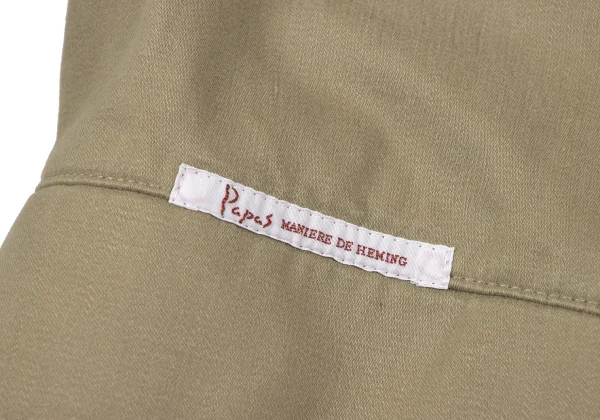 Papas MANIERE DE HEMING